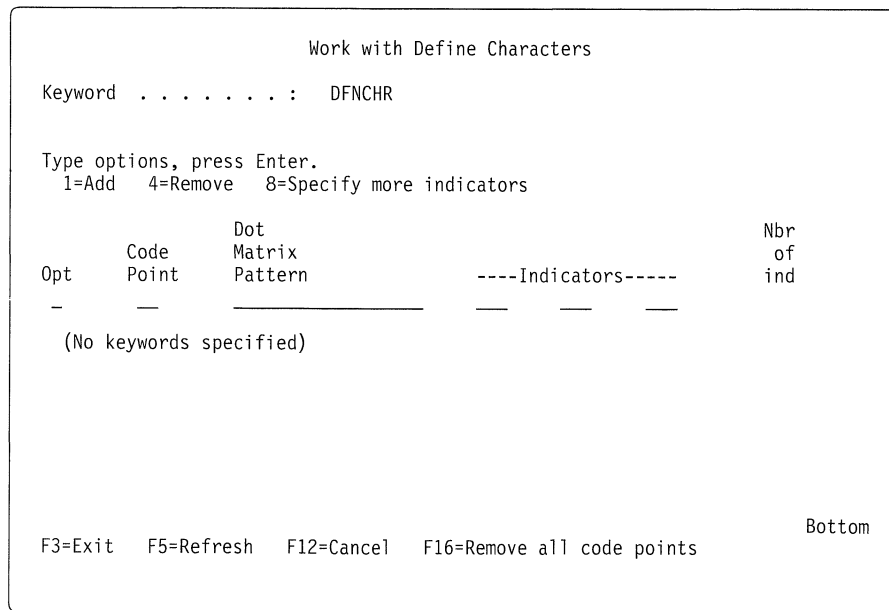 Work with Define Characters
Keyword . . . . . . . : DFNCHR
Type options, press Enter.
1=Add 4=Remove 8=Specify more indicators
Dot Nbr
Code Matrix of
Opt Point Pattern ----Indicators----- ind
(No keywords specified)
Bottom
F3=Exit F5=Refresh F12=Cancel F16=Remove all code points